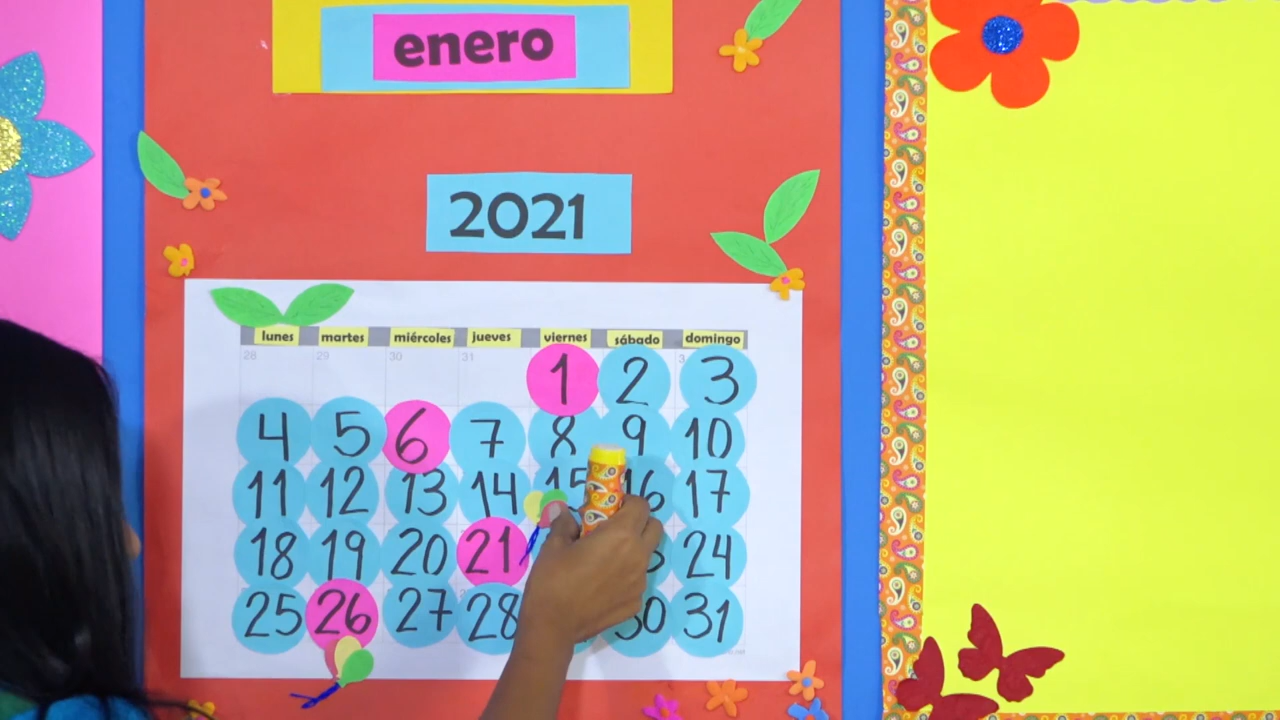 enero
2021
lunes martes miércoles jueves viernes sábado domingo
28 29 30 31
1 2 3
4 5 6 7 8 9 10
11 12 13 14 15 16 17
18 19 20 21 24
25 26 27 28 30 31